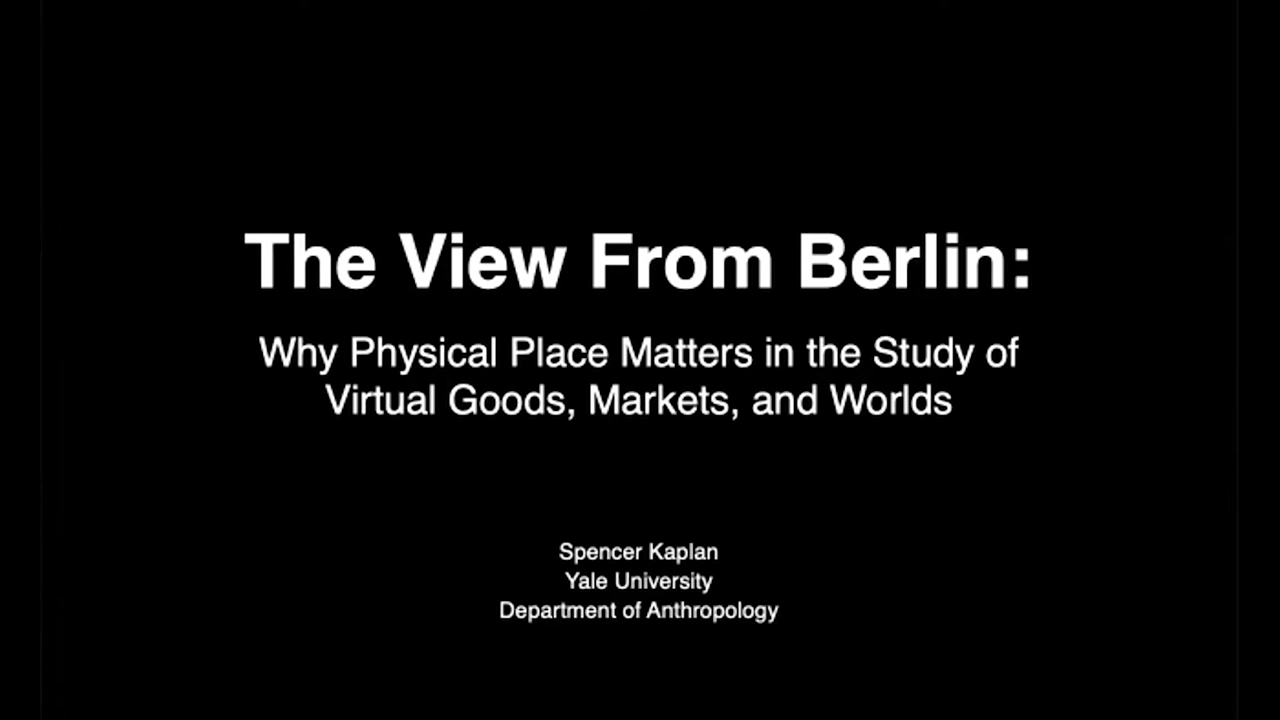 The View From Berlin:
Why Physical Place Matters in the Study of
Virtual Goods, Markets, and Worlds
Spencer Kaplan
Yale University
Department of Anthropology